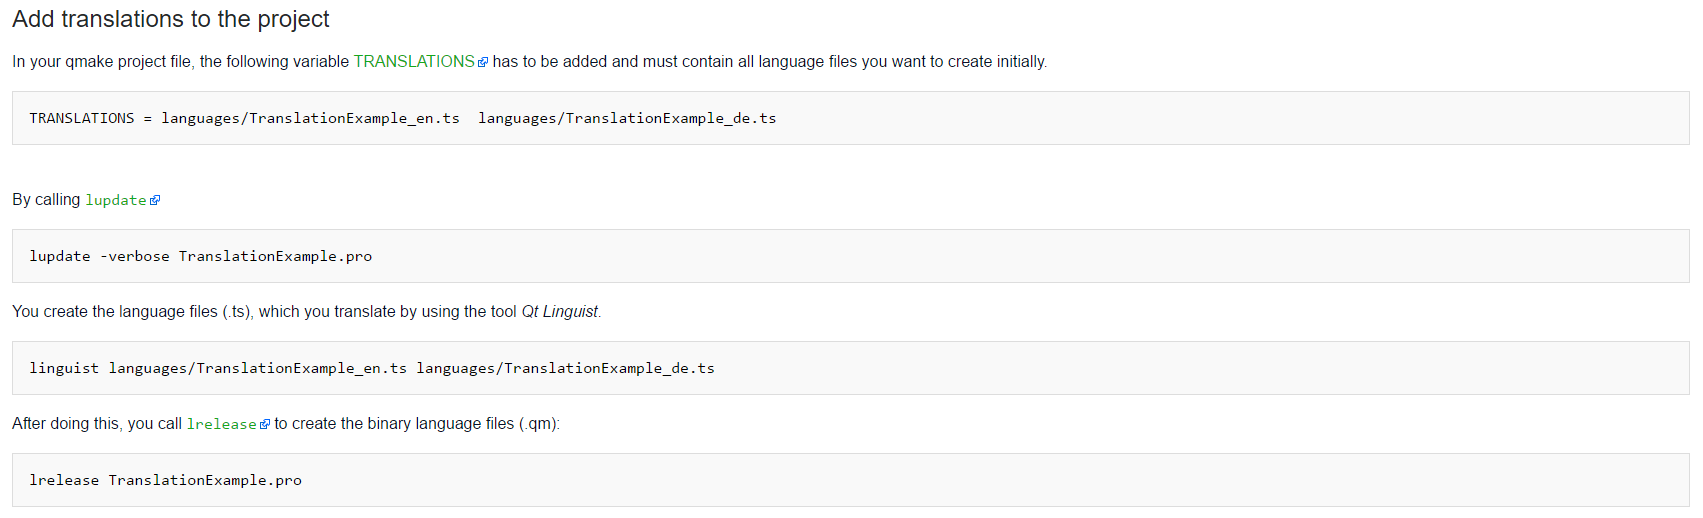 Add translations to the project
In your qmake project file, the following variable TRANSLATIONS has to be added and must contain all language files you want to create initially.
TRANSLATIONS = languages/TranslationExample_en.ts  languages/TranslationExample_de.ts
By calling lupdate
lupdate -verbose TranslationExample.pro
You create the language files (.ts), which you translate by using the tool Qt Linguist.
linguist languages/TranslationExample_en.ts languages/TranslationExample_de.ts
After doing this, you call lrelease to create the binary language files (.qm):
lrelease TranslationExample.pro